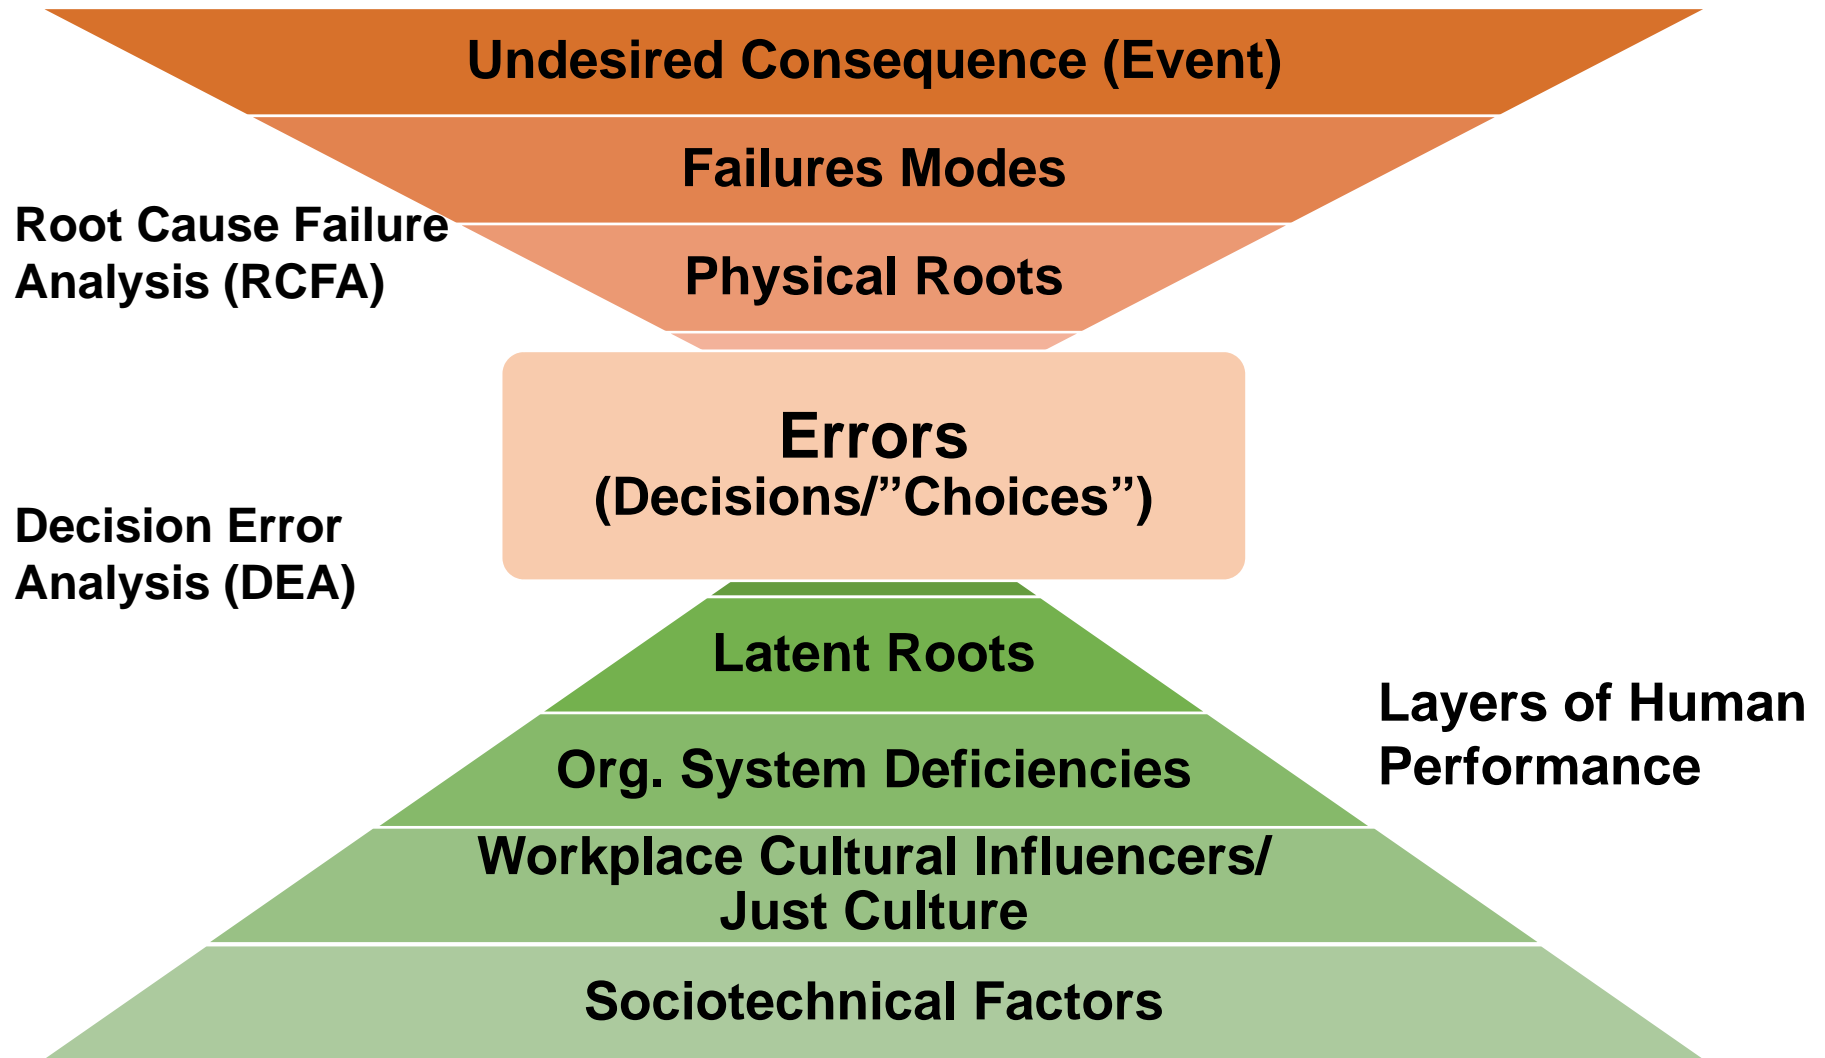 Undesired Consequence (Event)
Failures Modes
Root Cause Failure
Analysis (RCFA)
Physical Roots
Errors
(Decisions/”Choices”)
Decision Error
Analysis (DEA)
Latent Roots
Layers of Human
Performance
Org. System Deficiencies
Workplace Cultural Influencers/
Just Culture
Sociotechnical Factors